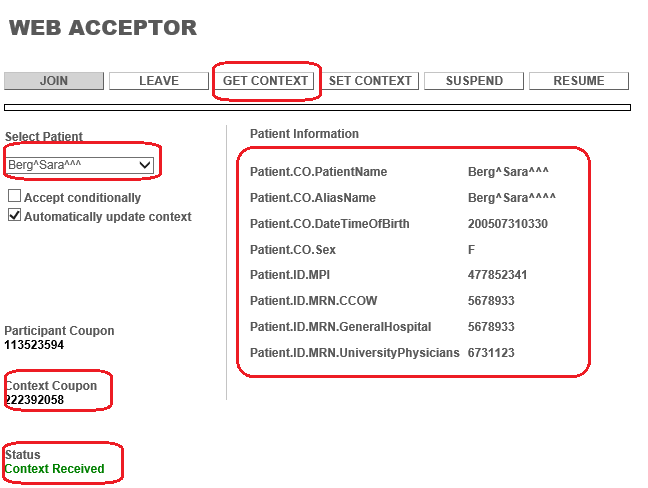 WEB ACCEPTOR
JOIN LEAVE GET CONTEXT SET CONTEXT SUSPEND RESUME
Select Patient
Berg^Sara^^^
Accept conditionally
Automatically update context
Participant Coupon
113523594
Context Coupon
222392058
Status
Context Received
Patient Information
Patient.CO.PatientName Berg^Sara^^^
Patient.CO.AliasName Berg^Sara^^^^
Patient.CO.DateTimeOfBirth 200507310330
Patient.CO.Sex F
Patient.ID.MPI 477852341
Patient.ID.MRN.CCOW 5678933
Patient.ID.MRN.GeneralHospital 5678933
Patient.ID.MRN.UniversityPhysicians 6731123